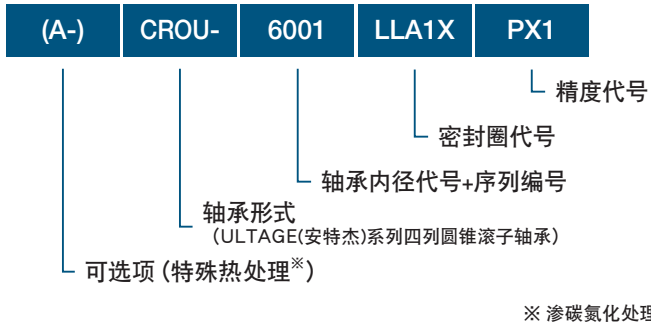 (A-) CROU- 6001 LLA1X PX1
精度代号
密封圈代号
轴承内径代号+序列编号
轴承形式
（ULTAGE(安特杰)系列四列圆锥滚子轴承）
可选项（特殊热处理※）
※ 渗碳氮化处理